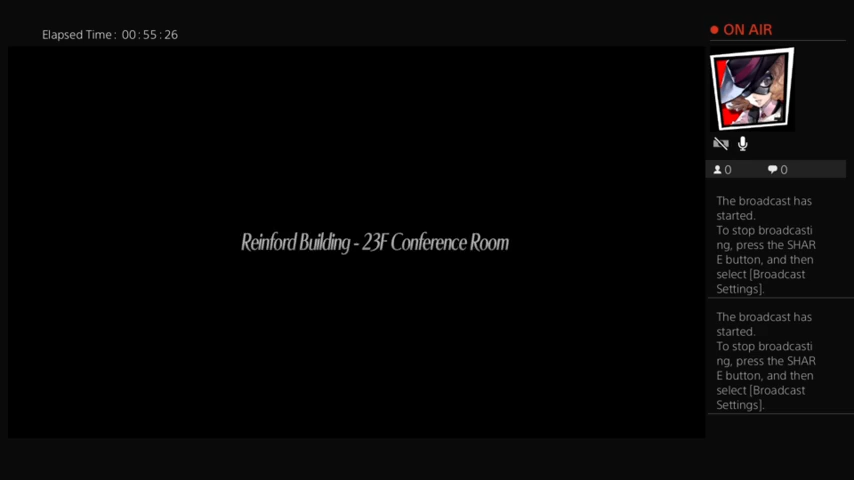 Elapsed Time: 00:55:26
ON AIR
Reinford Building - 23F Conference Room
0
0
The broadcast has
started.
To stop broadcasti
ng, press the SHAR
E button, and then
select [Broadcast
Settings].
The broadcast has
started.
To stop broadcasti
ng, press the SHAR
E button, and then
select [Broadcast
Settings].